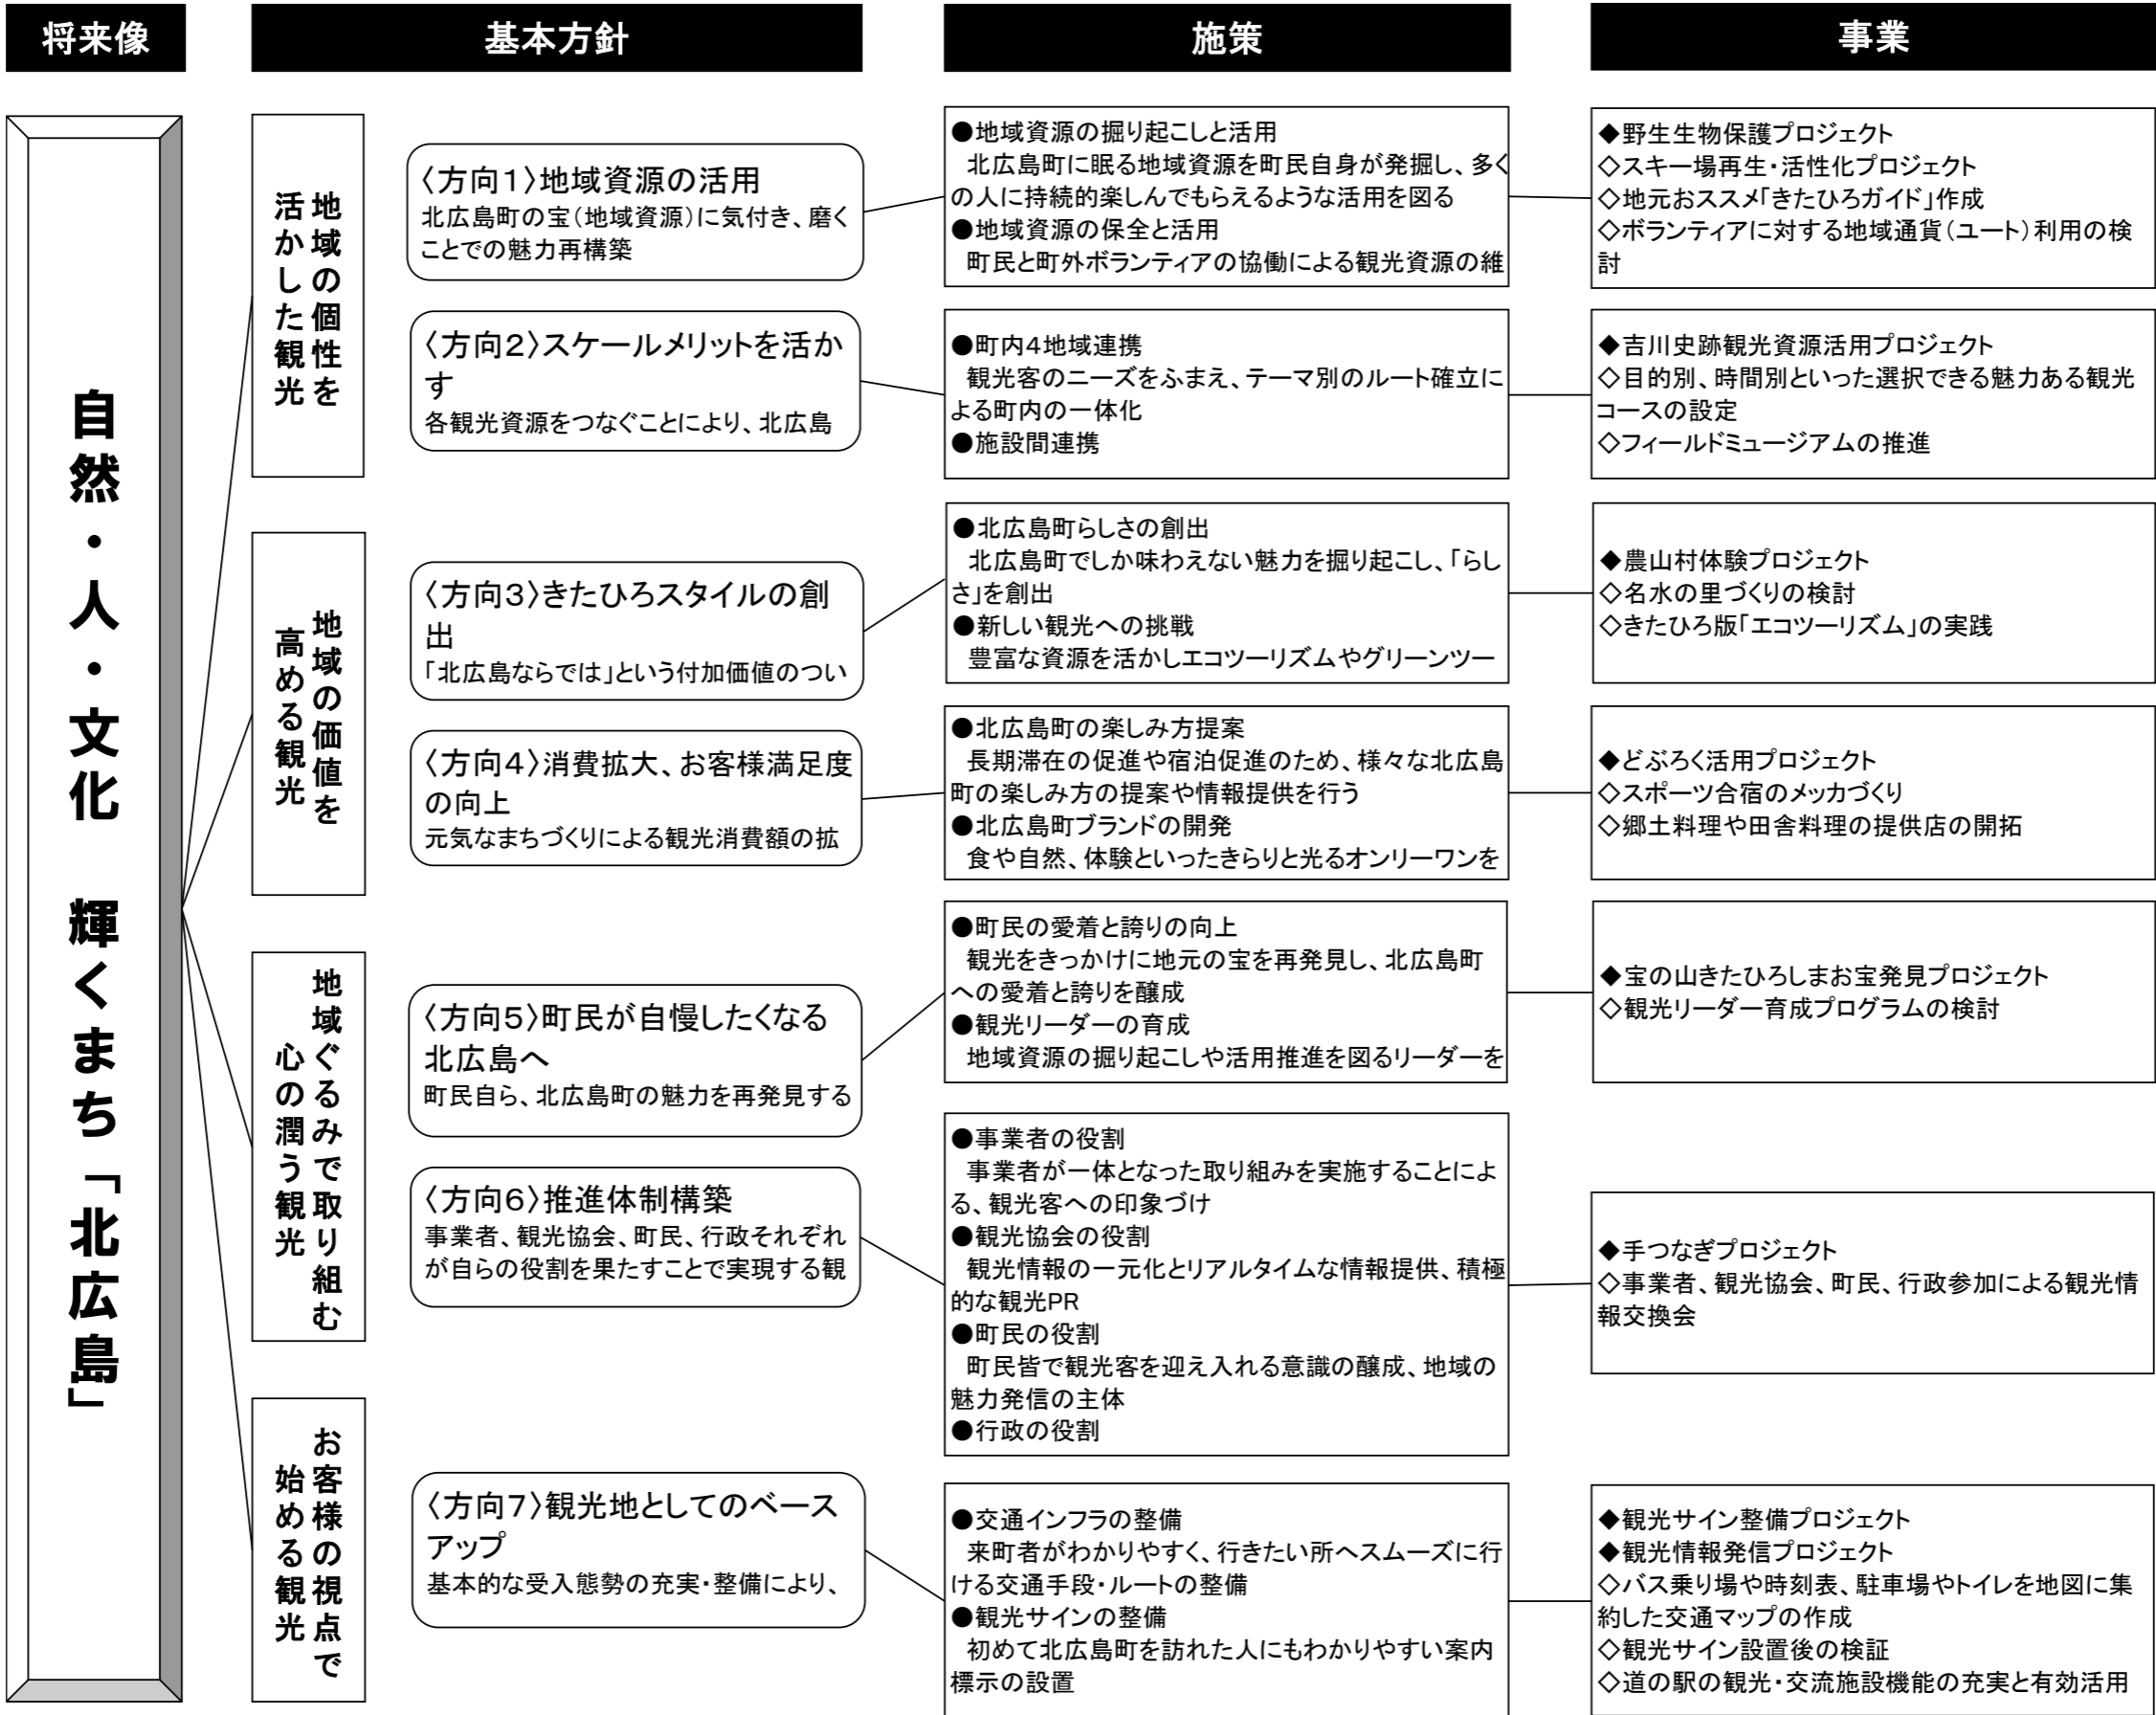 将来像
基本方針
施策
事業
自然・人・文化　輝くまち「北広島」
地域の個性を
活かした観光
〈方向1〉地域資源の活用
北広島町の宝（地域資源）に気付き、磨く
ことでの魅力再構築
●地域資源の掘り起こしと活用
北広島町に眠る地域資源を町民自身が発掘し、多く
の人に持続的楽しんでもらえるような活用を図る
●地域資源の保全と活用
町民と町外ボランティアの協働による観光資源の維
◆野生生物保護プロジェクト
◇スキー場再生・活性化プロジェクト
◇地元おススメ「きたひろガイド」作成
◇ボランティアに対する地域通貨（ユート）利用の検
討
〈方向2〉スケールメリットを活か
す
各観光資源をつなぐことにより、北広島
●町内4地域連携
観光客のニーズをふまえ、テーマ別のルート確立に
よる町内の一体化
●施設間連携
◆吉川史跡観光資源活用プロジェクト
◇目的別、時間別といった選択できる魅力ある観光
コースの設定
◇フィールドミュージアムの推進
地域の価値を
高める観光
〈方向3〉きたひろスタイルの創
出
「北広島ならでは」という付加価値のつい
●北広島町らしさの創出
北広島町でしか味わえない魅力を掘り起こし、「らし
さ」を創出
●新しい観光への挑戦
豊富な資源を活かしエコツーリズムやグリーンツー
◆農山村体験プロジェクト
◇名水の里づくりの検討
◇きたひろ版「エコツーリズム」の実践
〈方向4〉消費拡大、お客様満足度
の向上
元気なまちづくりによる観光消費額の拡
●北広島町の楽しみ方提案
長期滞在の促進や宿泊促進のため、様々な北広島
町の楽しみ方の提案や情報提供を行う
●北広島町ブランドの開発
食や自然、体験といったきらりと光るオンリーワンを
◆どぶろく活用プロジェクト
◇スポーツ合宿のメッカづくり
◇郷土料理や田舎料理の提供店の開拓
地域ぐるみで取り組む
心の潤う観光
〈方向5〉町民が自慢したくなる
北広島へ
町民自ら、北広島町の魅力を再発見する
●町民の愛着と誇りの向上
観光をきっかけに地元の宝を再発見し、北広島町
への愛着と誇りを醸成
●観光リーダーの育成
地域資源の掘り起こしや活用推進を図るリーダーを
◆宝の山きたひろしまお宝発見プロジェクト
◇観光リーダー育成プログラムの検討
〈方向6〉推進体制構築
事業者、観光協会、町民、行政それぞれ
が自らの役割を果たすことで実現する観
●事業者の役割
事業者が一体となった取り組みを実施することによ
る、観光客への印象づけ
●観光協会の役割
観光情報の一元化とリアルタイムな情報提供、積極
的な観光PR
●町民の役割
町民皆で観光客を迎え入れる意識の醸成、地域の
魅力発信の主体
●行政の役割
◆手つなぎプロジェクト
◇事業者、観光協会、町民、行政参加による観光情
報交換会
お客様の視点で
始める観光
〈方向7〉観光地としてのベース
アップ
基本的な受入態勢の充実・整備により、
●交通インフラの整備
来町者がわかりやすく、行きたい所へスムーズに行
ける交通手段・ルートの整備
●観光サインの整備
初めて北広島町を訪れた人にもわかりやすい案内
標示の設置
◆観光サイン整備プロジェクト
◆観光情報発信プロジェクト
◇バス乗り場や時刻表、駐車場やトイレを地図に集
約した交通マップの作成
◇観光サイン設置後の検証
◇道の駅の観光・交流施設機能の充実と有効活用